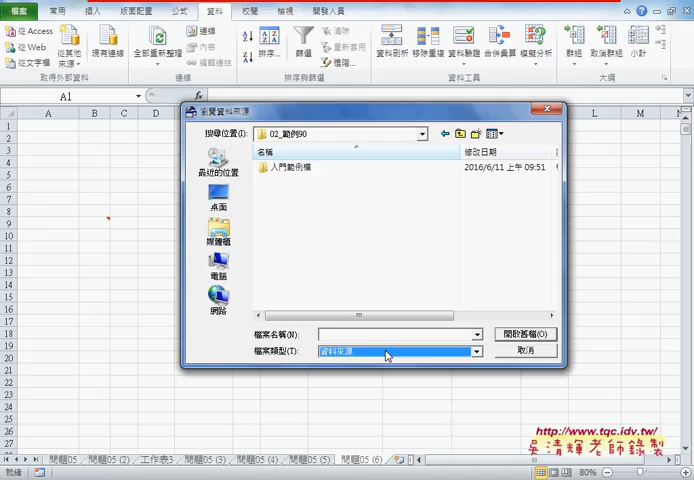 檔案 常用 插入 版面配置 公式 資料 校閱 檢視 開發人員
從 Access
從 Web
從文字檔
從其他
來源
現有連線
取得外部資料
全部重新整理
連線
內容
編輯連結
連線
排序...
篩選
清除
重新套用
進階...
排序與篩選
資料剖析
移除重複
資料驗證
合併彙算
模擬分析
資料工具
群組
取消群組
小計
大綱
A1
fx
A B C D L M N
1
2
3
4
5
6
7
8
9
10
11
12
13
14
15
16
17
18
19
20
21
22
23
24
25
26
27
瀏覽資料來源
搜尋位置(I):
02_範例90
名稱
修改日期
入門範例檔
2016/6/11 上午 09:51
最近的位置
桌面
媒體櫃
電腦
網路
檔案名稱(N):
開啟舊檔(O)
檔案類型(T):
資料來源
取消
http://www.tqc.idv.tw/
吳清輝老師錄製
問題05 問題05 (2) 工作表3 問題05 (3) 問題05 (4) 問題05 (5) 問題05 (6)
就緒
80%